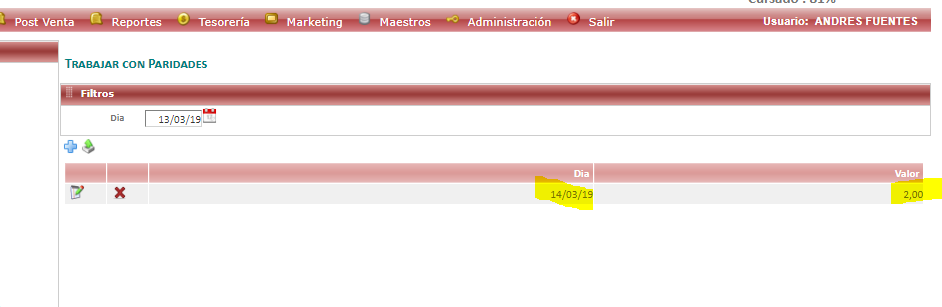 Cursado : 81%
Post Venta Reportes Tesorería Marketing Maestros Administración Salir Usuario: ANDRES FUENTES
TRABAJAR CON PARIDADES
Filtros
Dia 13/03/19
Dia Valor
14/03/19 2,00